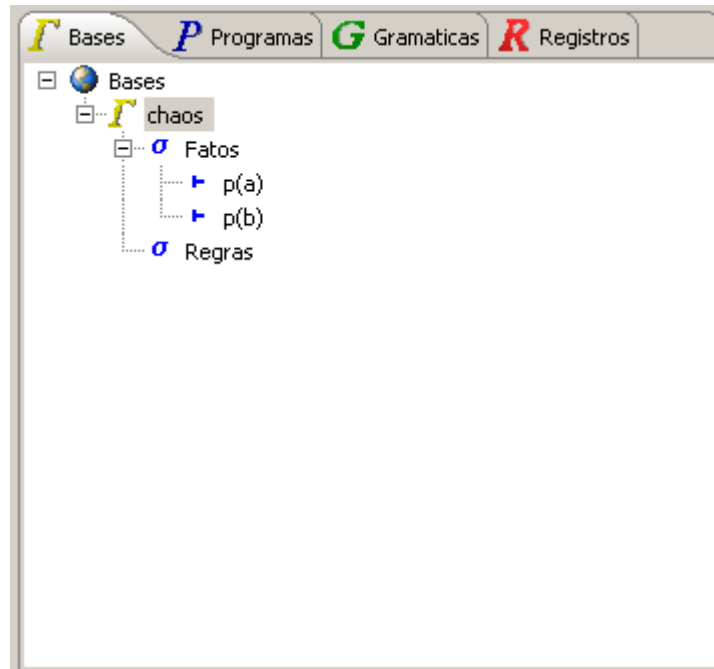 Γ Bases P Programas G Gramaticas R Registros
Bases
Γ chaos
σ Fatos
⊢ p(a)
⊢ p(b)
σ Regras